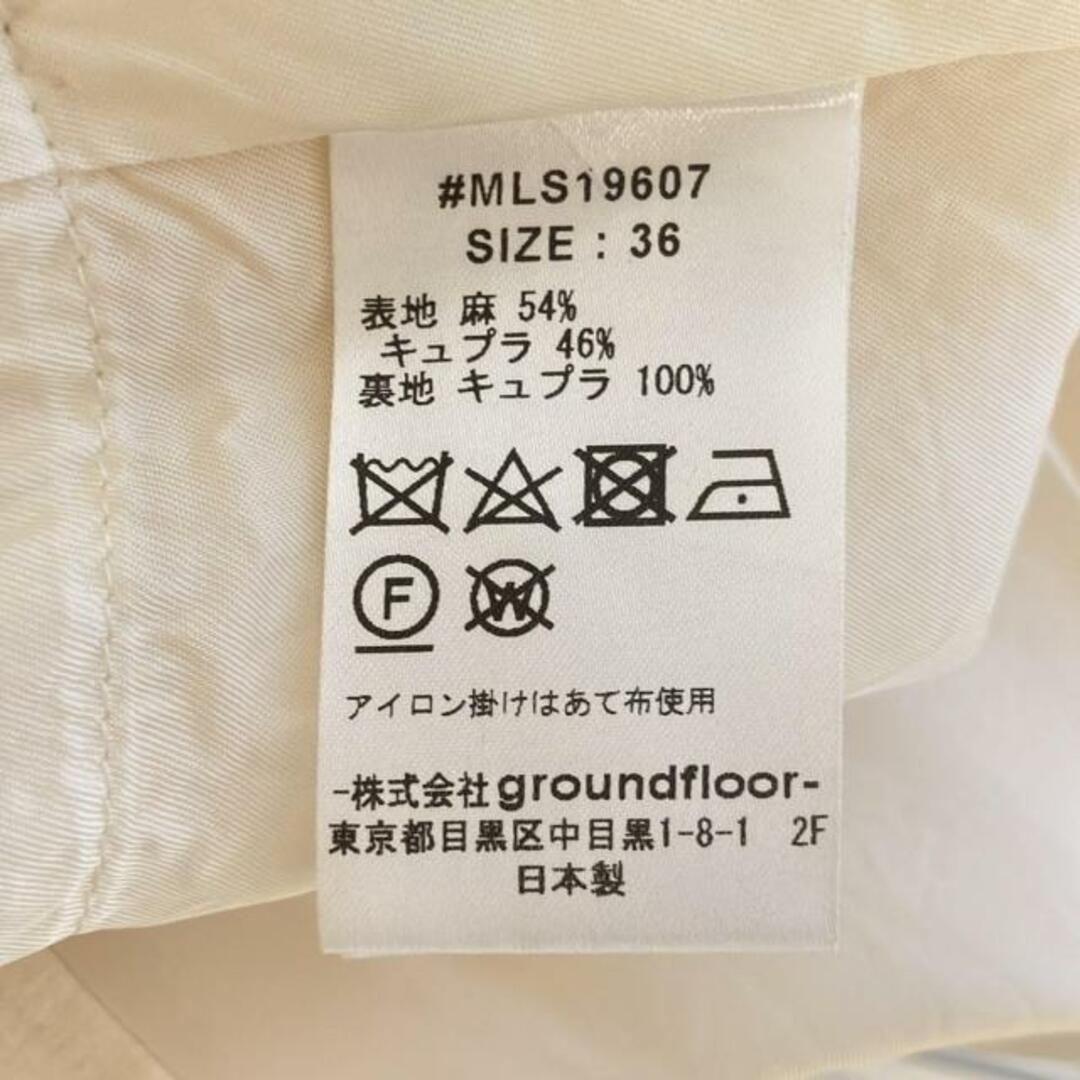 #MLS19607
SIZE : 36
表地 麻 54%
キュプラ 46%
裏地 キュプラ 100%
F W
アイロン掛けはあて布使用
-株式会社groundfloor-
東京都目黒区中目黒1-8-1 2F
日本製